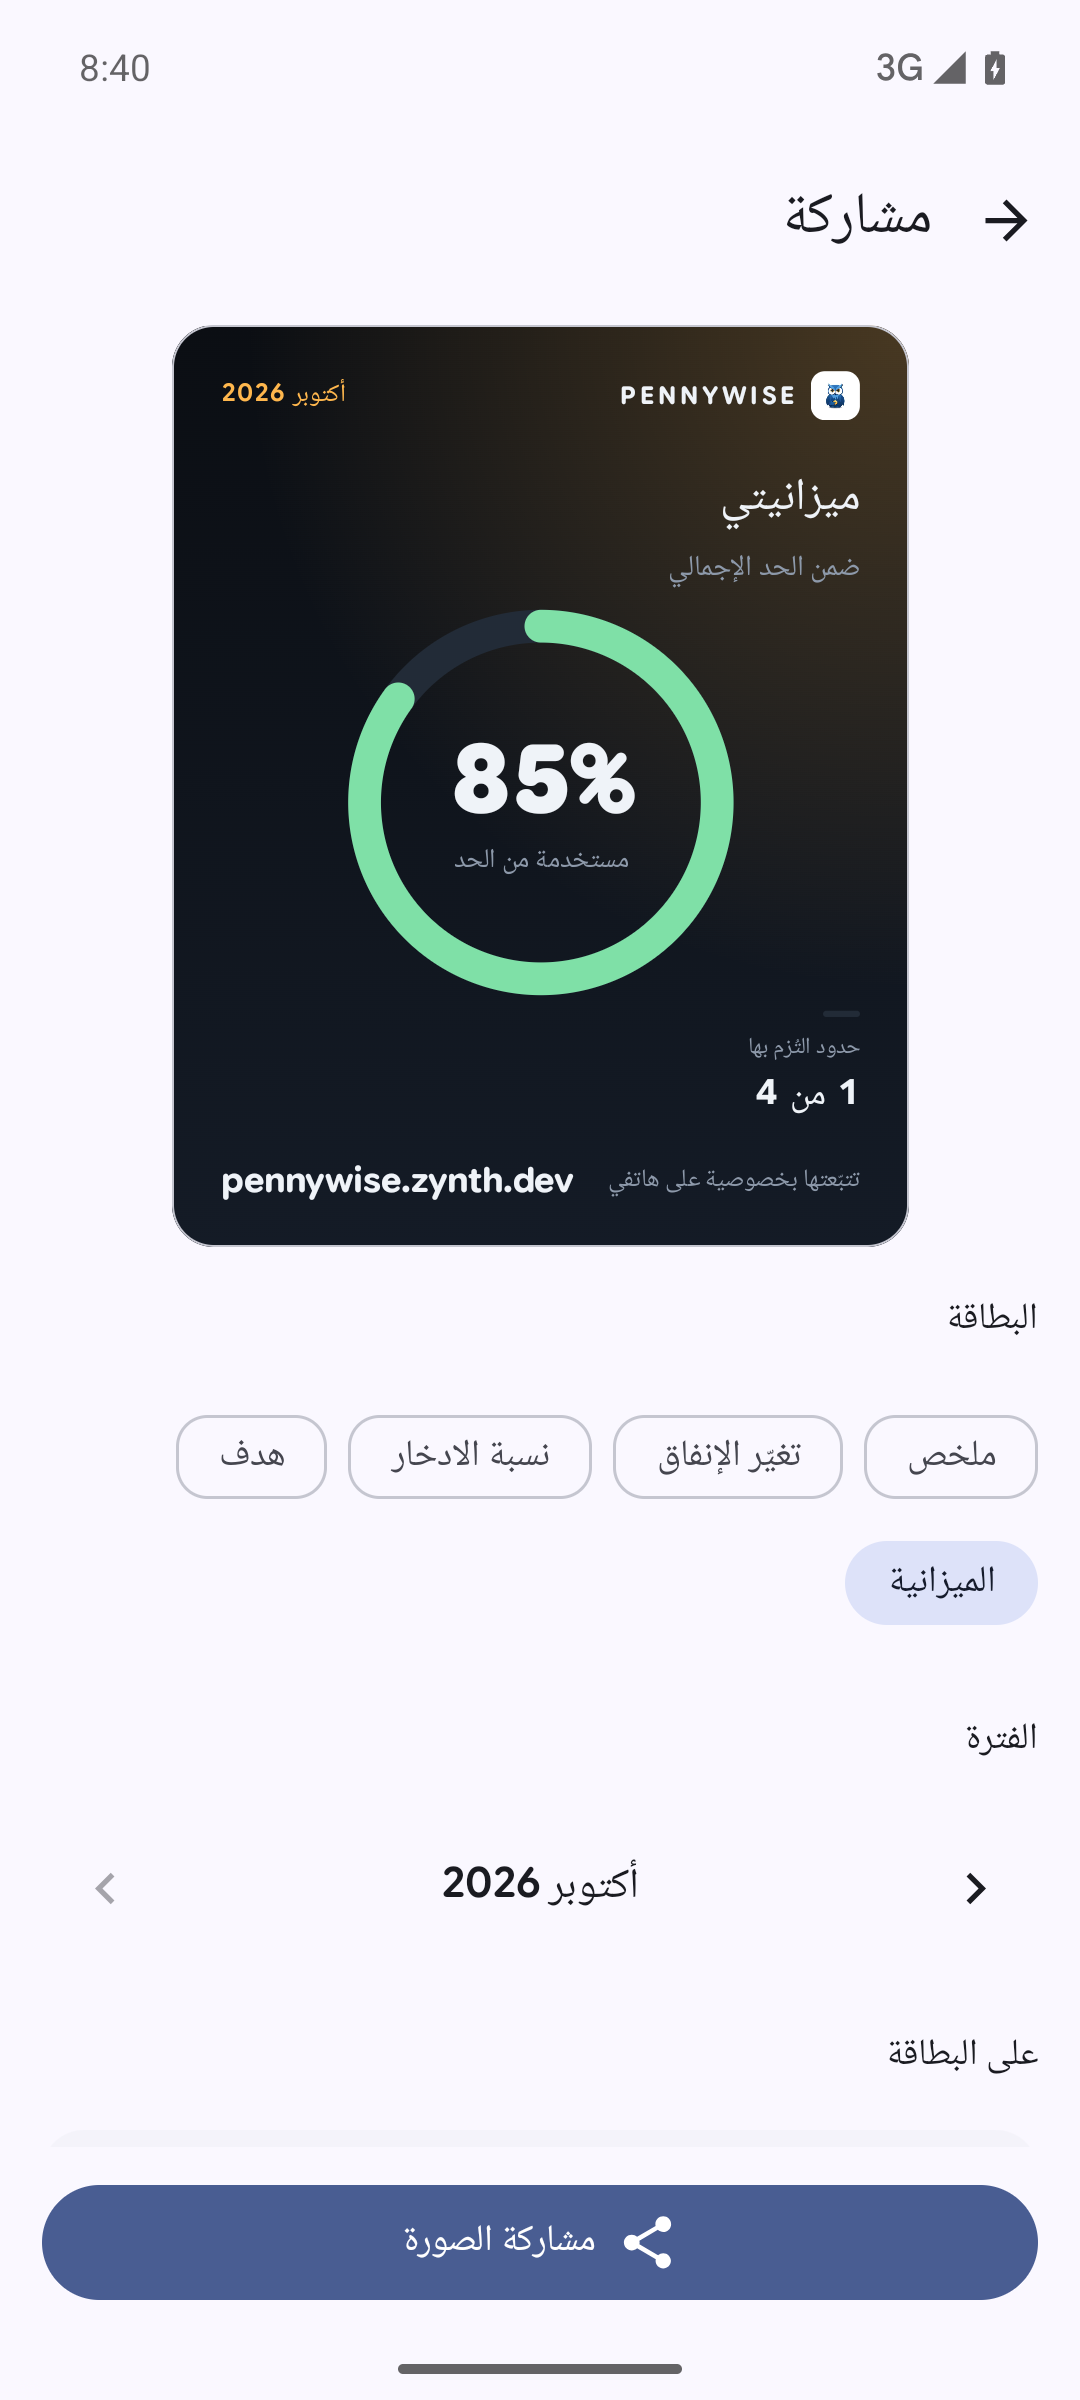 8:40
3G
مشاركة
PENNYWISE
أكتوبر 2026
ميزانيتي
ضمن الحد الإجمالي
85%
مستخدمة من الحد
حدود التُزم بها
1 من 4
تتبّعتها بخصوصية على هاتفي
pennywise.zynth.dev
البطاقة
ملخص
تغيّر الإنفاق
نسبة الادخار
هدف
الميزانية
الفترة
أكتوبر 2026
على البطاقة
مشاركة الصورة